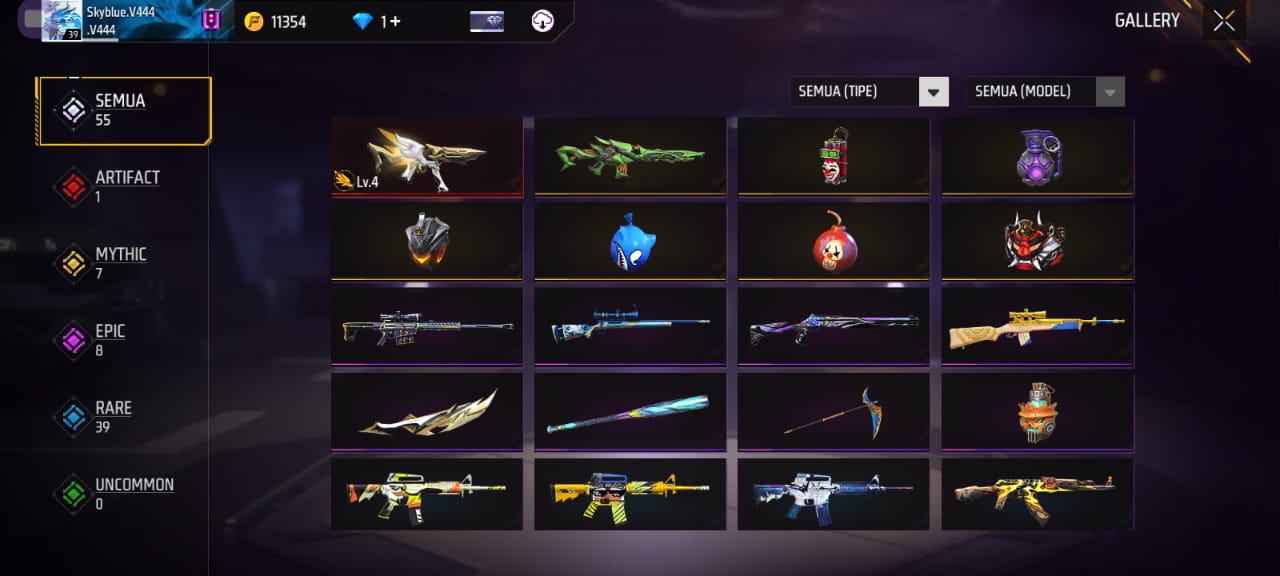 Skyblue.V444
.V444
39
11354
1+
GALLERY
SEMUA
55
SEMUA (TIPE)
SEMUA (MODEL)
ARTIFACT
1
Lv.4
MYTHIC
7
EPIC
8
RARE
39
UNCOMMON
0